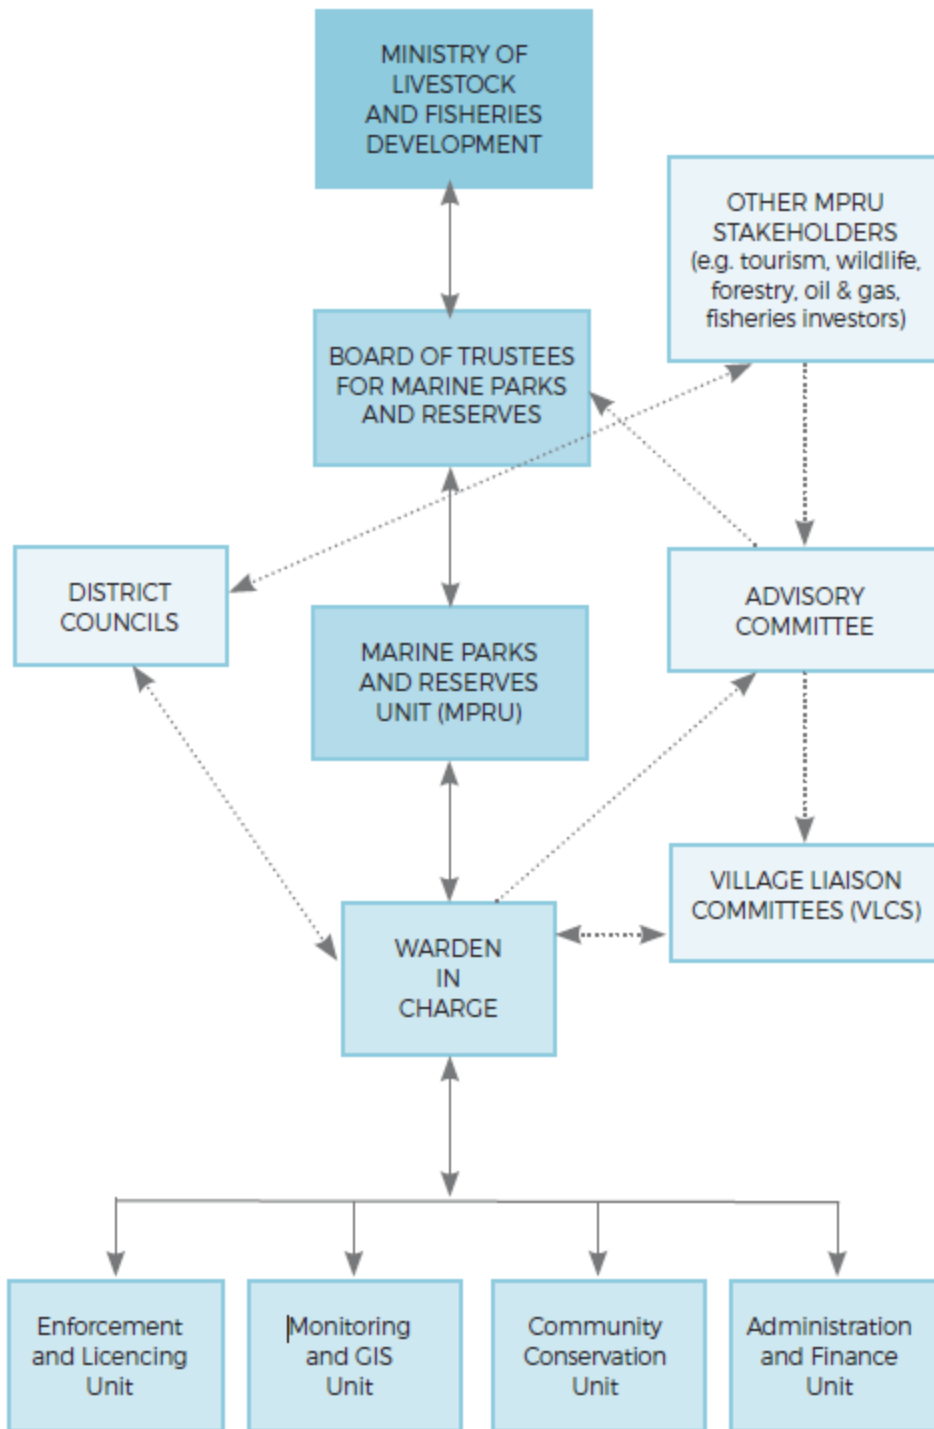 MINISTRY OF
LIVESTOCK
AND FISHERIES
DEVELOPMENT
OTHER MPRU
STAKEHOLDERS
(e.g. tourism, wildlife,
forestry, oil & gas,
fisheries investors)
BOARD OF TRUSTEES
FOR MARINE PARKS
AND RESERVES
DISTRICT
COUNCILS
MARINE PARKS
AND RESERVES
UNIT (MPRU)
ADVISORY
COMMITTEE
VILLAGE LIAISON
COMMITTEES (VLCS)
WARDEN
IN
CHARGE
Enforcement
and Licencing
Unit
Monitoring
and GIS
Unit
Community
Conservation
Unit
Administration
and Finance
Unit